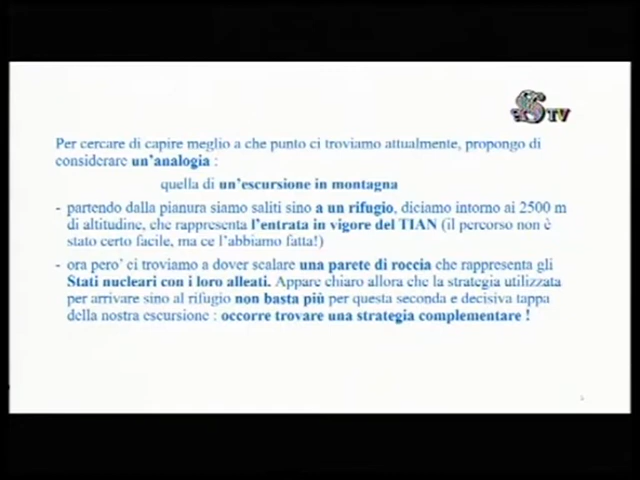 STV
Per cercare di capire meglio a che punto ci troviamo attualmente, propongo di
considerare un'analogia :
quella di un'escursione in montagna
- partendo dalla pianura siamo saliti sino a un rifugio, diciamo intorno ai 2500 m
di altitudine, che rappresenta l'entrata in vigore del TIAN (il percorso non è
stato certo facile, ma ce l'abbiamo fatta!)
- ora pero' ci troviamo a dover scalare una parete di roccia che rappresenta gli
Stati nucleari con i loro alleati. Appare chiaro allora che la strategia utilizzata
per arrivare sino al rifugio non basta più per questa seconda e decisiva tappa
della nostra escursione : occorre trovare una strategia complementare !